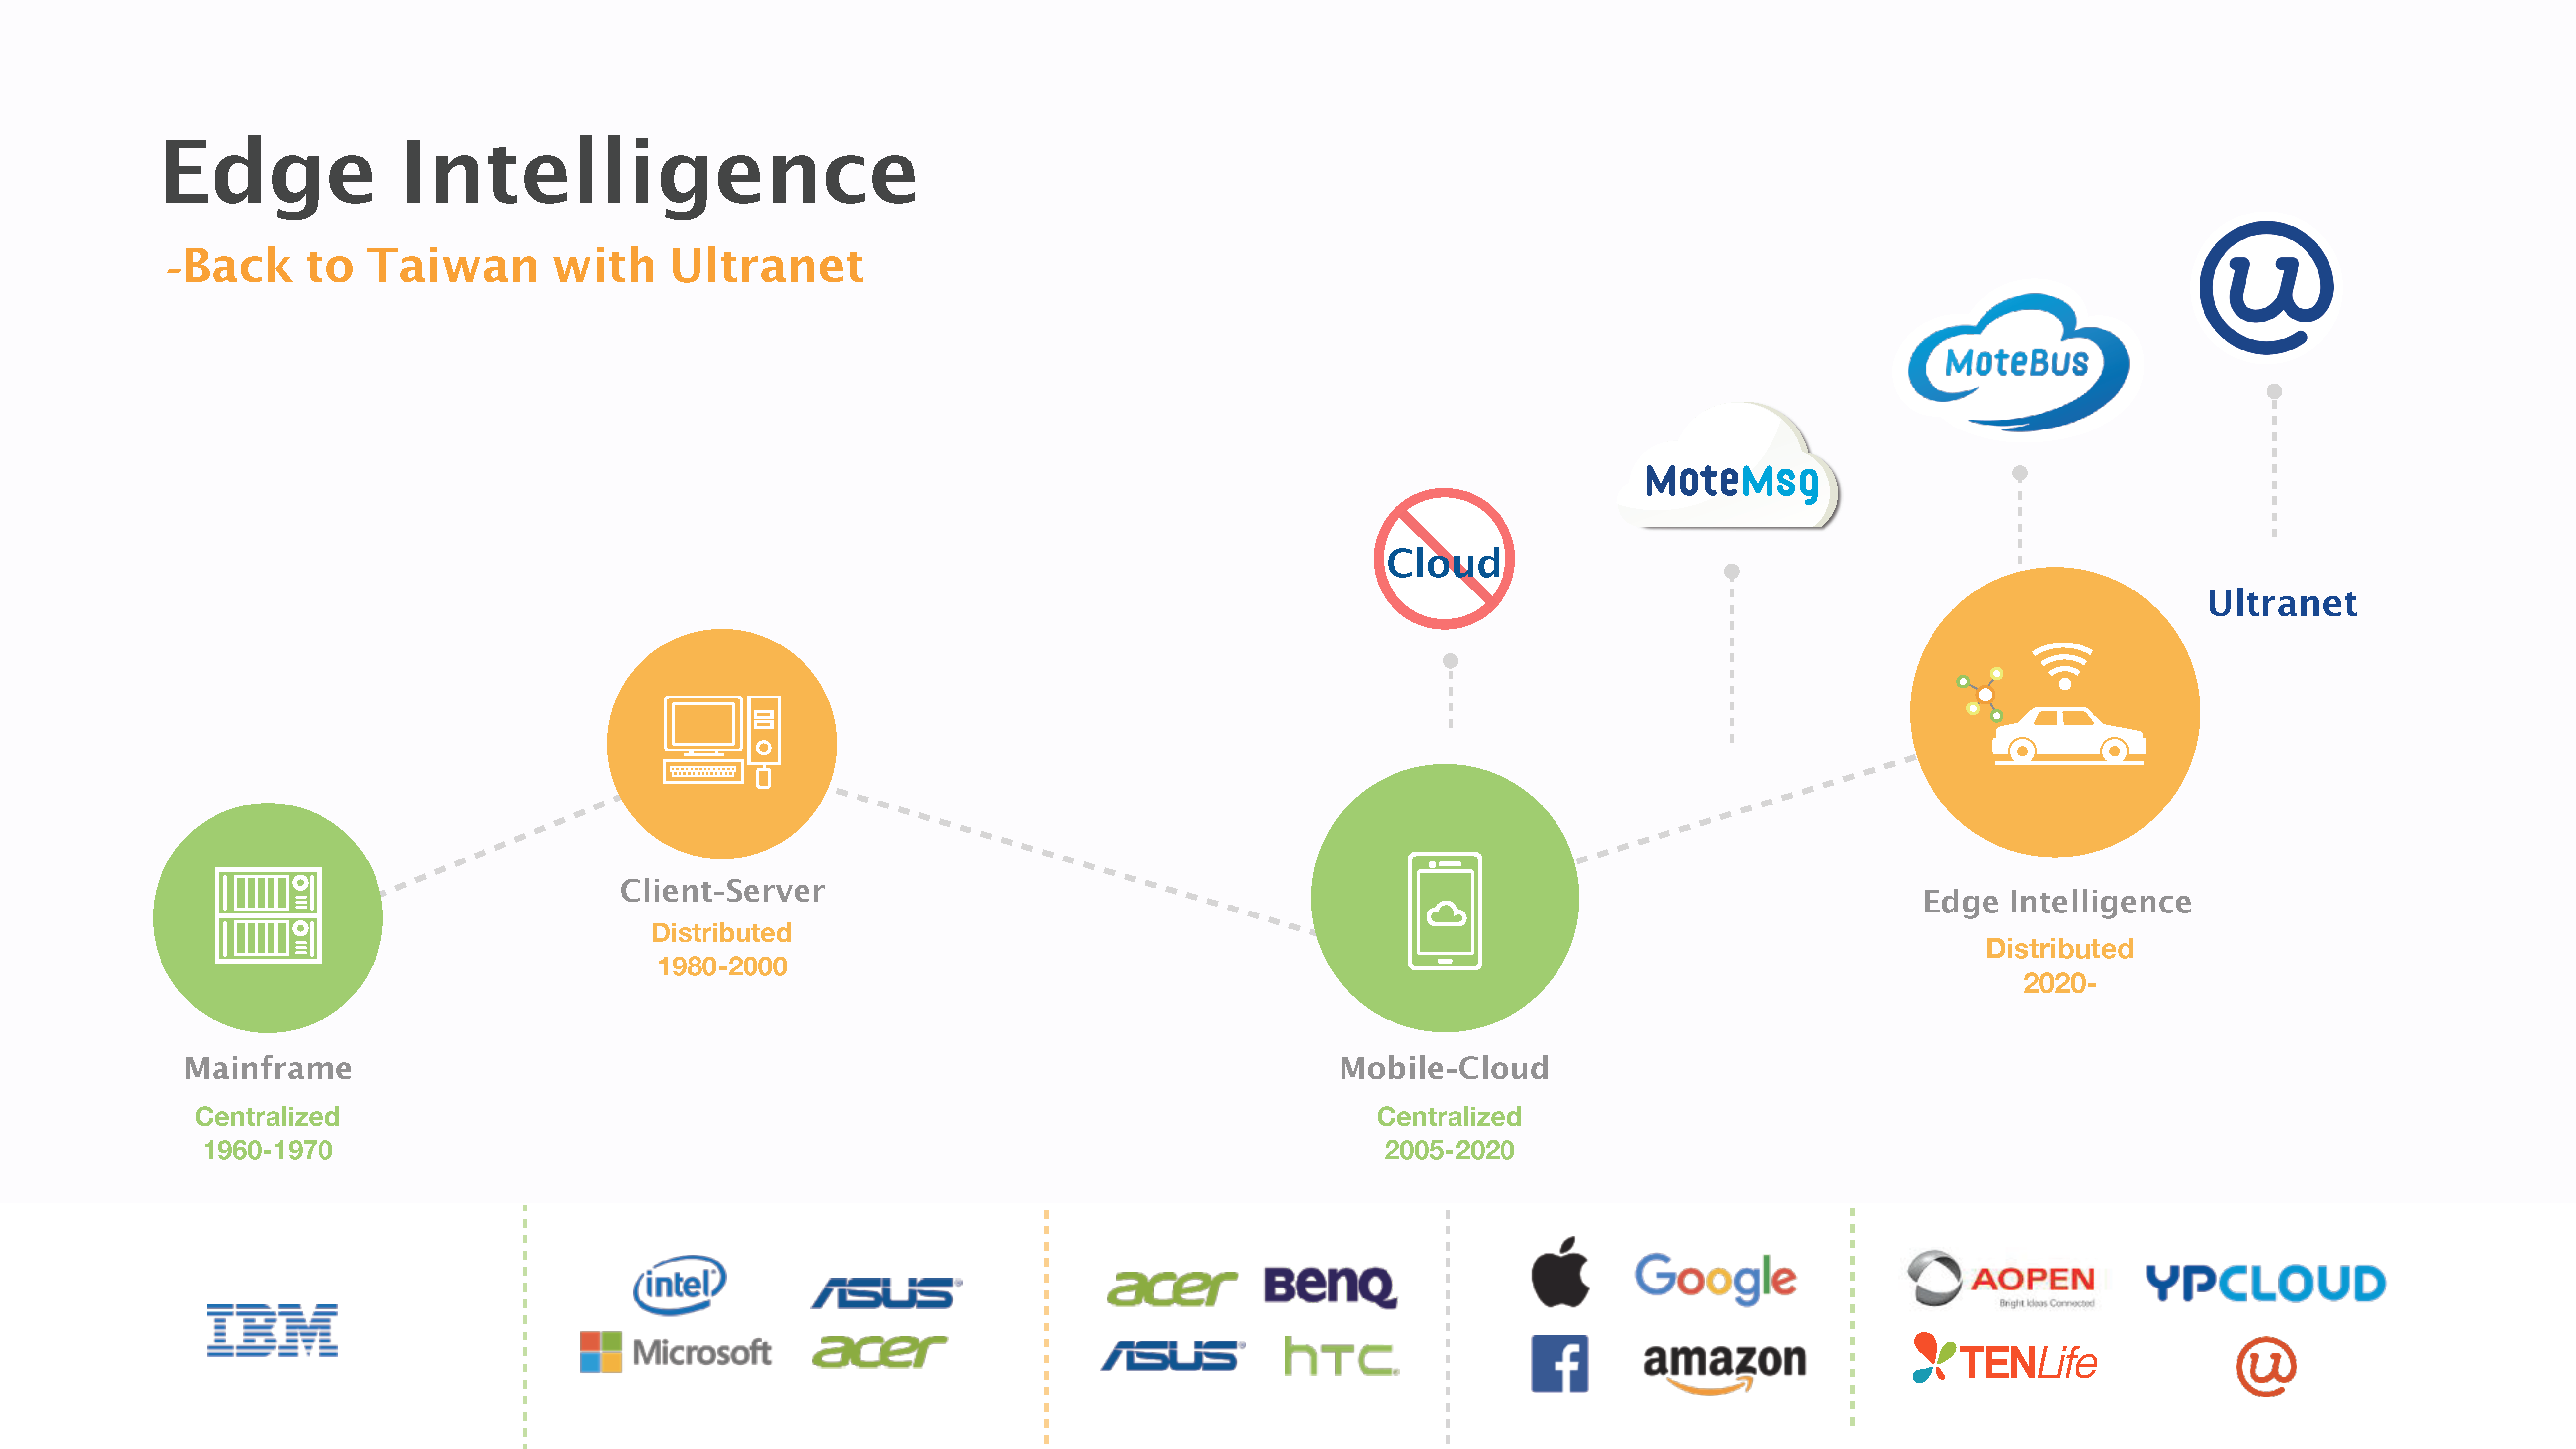 Edge Intelligence
-Back to Taiwan with Ultranet
MoteBus
MoteMsg
Cloud
Ultranet
Client-Server
Distributed
1980-2000
Edge Intelligence
Distributed
2020-
Mainframe
Centralized
1960-1970
Mobile-Cloud
Centralized
2005-2020
IBM
intel
ASUS
Microsoft
acer
acer
BenQ
ASUS
hTC
Google
amazon
AOPEN
Bright Ideas Connected
YPCLOUD
TENLife